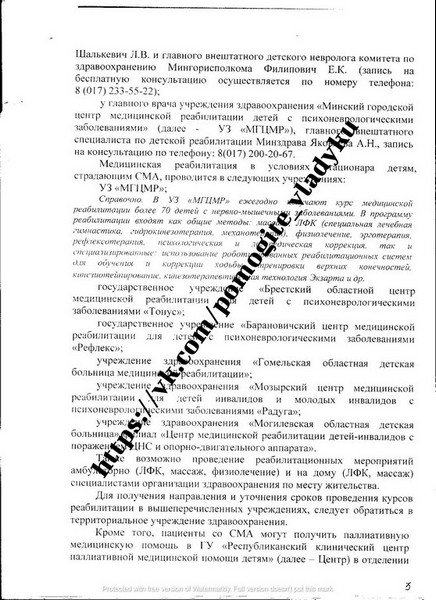 Шалькевич Л.В. и главного внештатного детского невролога комитета по
здравоохранению Мингорисполкома Филипович Е.К. (запись на
бесплатную консультацию осуществляется по номеру телефона:
8 (017) 233-55-22);
у главного врача учреждения здравоохранения «Минский городской
центр медицинской реабилитации детей с психоневрологическими
заболеваниями» (далее - УЗ «МГЦМР»), главного внештатного
специалиста по детской реабилитации Минздрава А.Н., запись
на консультацию по телефону: 8(017) 200-20-67.
Медицинская реабилитация в условиях стационара детям,
страдающим СМА, проводится в следующих учреждениях:
УЗ «МГЦМР»;
Справочно. В УЗ «МГЦМР» ежегодно курс медицинской
реабилитации более 70 детей с нервно-мышечными заболеваниями. В программу
реабилитации входят как общие методы: массаж, ЛФК (специальная лечебная
гимнастика, гидрокинезотерапия, механотерапия), физиолечение, эрготерапия,
рефлексотерапия, психологическая и коррекция, так и
специализированные: использование роботизированных реабилитационных систем
для обучения и коррекции ходьбы, тренировки верхних конечностей,
кинезиотейпирование, кинезотерапевтическая технология Экзарта и др.
государственное учреждение «Брестский областной центр
медицинской реабилитации для детей с психоневрологическими
заболеваниями «Тонус»;
государственное учреждение «Барановичский центр медицинской
реабилитации для детей с психоневрологическими заболеваниями
«Рефлекс»;
учреждение здравоохранения «Гомельская областная детская
больница медицинской реабилитации»;
учреждение здравоохранения «Мозырский центр медицинской
реабилитации для детей инвалидов и молодых инвалидов с
психоневрологическими заболеваниями «Радуга»;
учреждение здравоохранения «Могилевская областная детская
больница» филиал «Центр медицинской реабилитации детей-инвалидов с
поражением ЦНС и опорно-двигательного аппарата».
Также возможно проведение реабилитационных мероприятий
амбулаторно (ЛФК, массаж, физиолечение) и на дому (ЛФК, массаж)
специалистами организации здравоохранения по месту жительства.
Для получения направления и уточнения сроков проведения курсов
реабилитации в вышеперечисленных учреждениях, следует обратиться в
территориальное учреждение здравоохранения.
Кроме того, пациенты со СМА могут получить паллиативную
медицинскую помощь в ГУ «Республиканский клинический центр
паллиативной медицинской помощи детям» (далее – Центр) в отделении
3
https://vk.com/pomogite_vladyku
Protected with free version of Watermarkly. Full version doesn't put this mark.